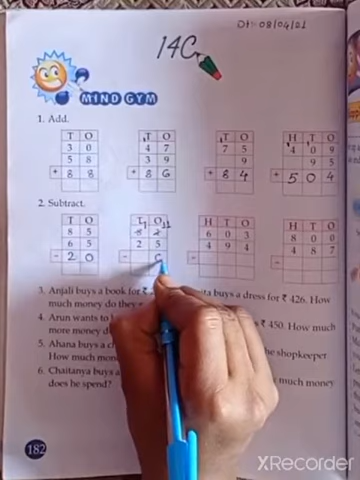 Dt- 08/04/21
14C
MIND GYM
1. Add.
T O   T O   T O   H T O
3 0   4 7   7 5   4 0 9
5 8   3 9   9   9 5
+ 8 8   + 8 6   + 8 4   + 5 0 4
2. Subtract.
T O   T O   H T O   H T O
8 5   2 5   6 0 3   8 0 0
6 5   4 9 4   4 8 7
- 2 0   -   -   -
3. Anjali buys a book for ₹ buys a dress for ₹ 426. How
much money do they
4. Arun wants to ₹ 450. How much
more money
5. Ahana buys a the shopkeeper.
How much
6. Chaitanya buys a much money
does he spend?
182
XRecorder